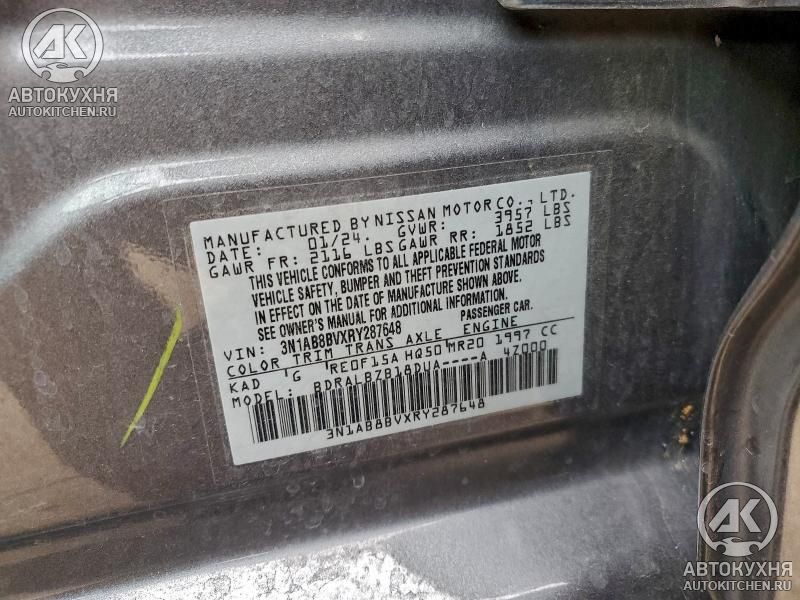 АК
АВТОКУХНЯ
AUTOKITCHEN.RU
MANUFACTURED BY NISSAN MOTOR CO., LTD.
DATE: 01/24. GVWR: 3957 LBS
GAWR FR: 2116 LBS GAWR RR: 1852 LBS
THIS VEHICLE CONFORMS TO ALL APPLICABLE FEDERAL MOTOR
VEHICLE SAFETY, BUMPER AND THEFT PREVENTION STANDARDS
IN EFFECT ON THE DATE OF MANUFACTURE SHOWN ABOVE.
SEE OWNER'S MANUAL FOR ADDITIONAL INFORMATION.
VIN: 3N1AB8BVXRY287648 PASSENGER CAR.
COLOR TRIM TRANS AXLE ENGINE
KAD G RE0F15A HQ50 MR20 1997 CC
MODEL: BDRALBZB18DUA----A 4Z000
3N1AB8BVXRY287648
АК
АВТОКУХНЯ
AUTOKITCHEN.RU